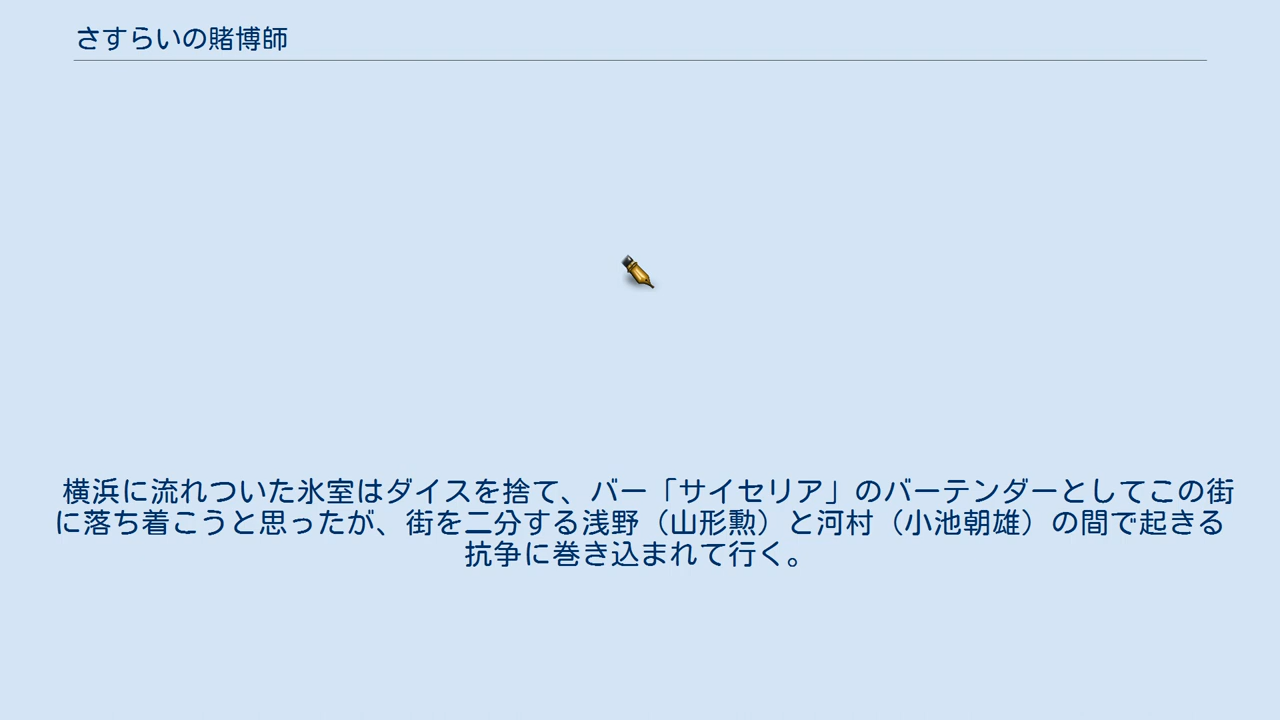 さすらいの賭博師
横浜に流れついた氷室はダイスを捨て、バー「サイセリア」のバーテンダーとしてこの街
に落ち着こうと思ったが、街を二分する浅野（山形勲）と河村（小池朝雄）の間で起きる
抗争に巻き込まれて行く。